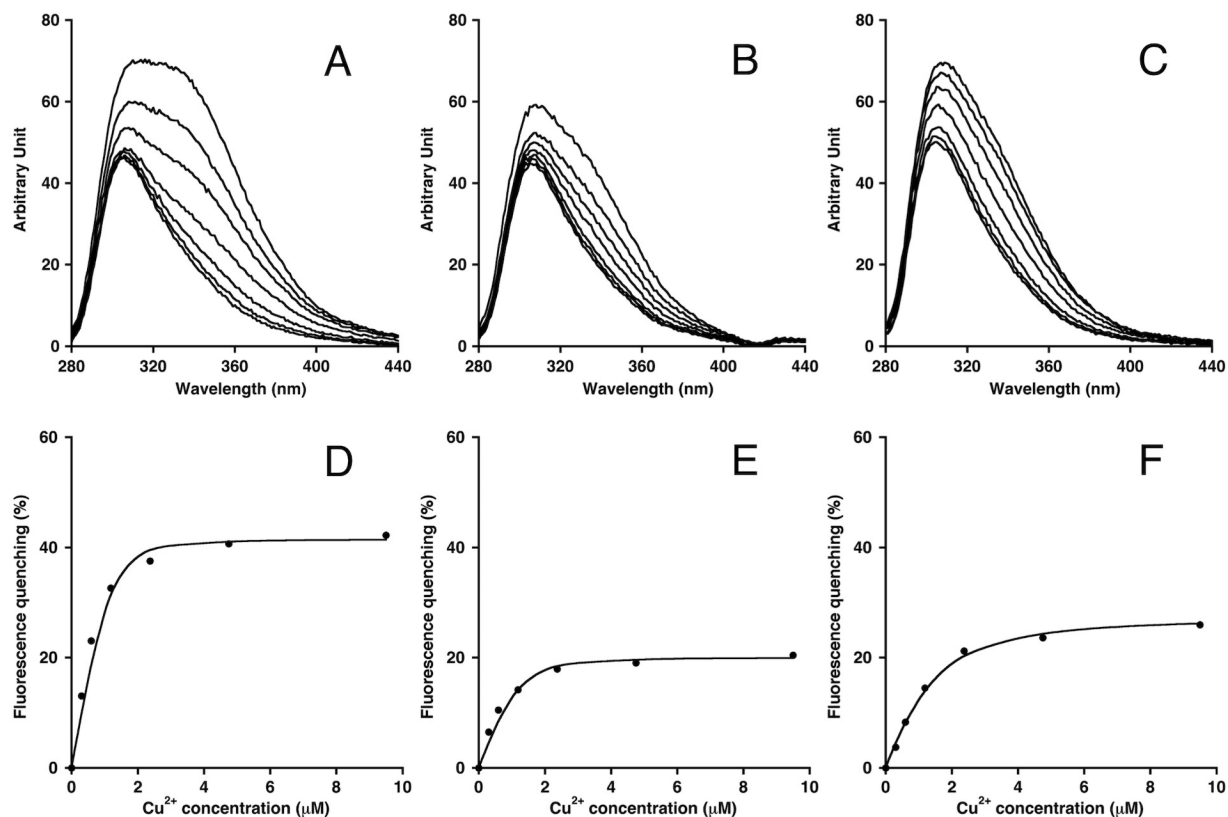 A
80
60
40
20
0
Arbitrary Unit
280 320 360 400 440
Wavelength (nm)
B
80
60
40
20
0
Arbitrary Unit
280 320 360 400 440
Wavelength (nm)
C
80
60
40
20
0
Arbitrary Unit
280 320 360 400 440
Wavelength (nm)
D
60
40
20
0
Fluorescence quenching (%)
0 2 4 6 8 10
Cu²⁺ concentration (μM)
E
60
40
20
0
Fluorescence quenching (%)
0 2 4 6 8 10
Cu²⁺ concentration (μM)
F
60
40
20
0
Fluorescence quenching (%)
0 2 4 6 8 10
Cu²⁺ concentration (μM)